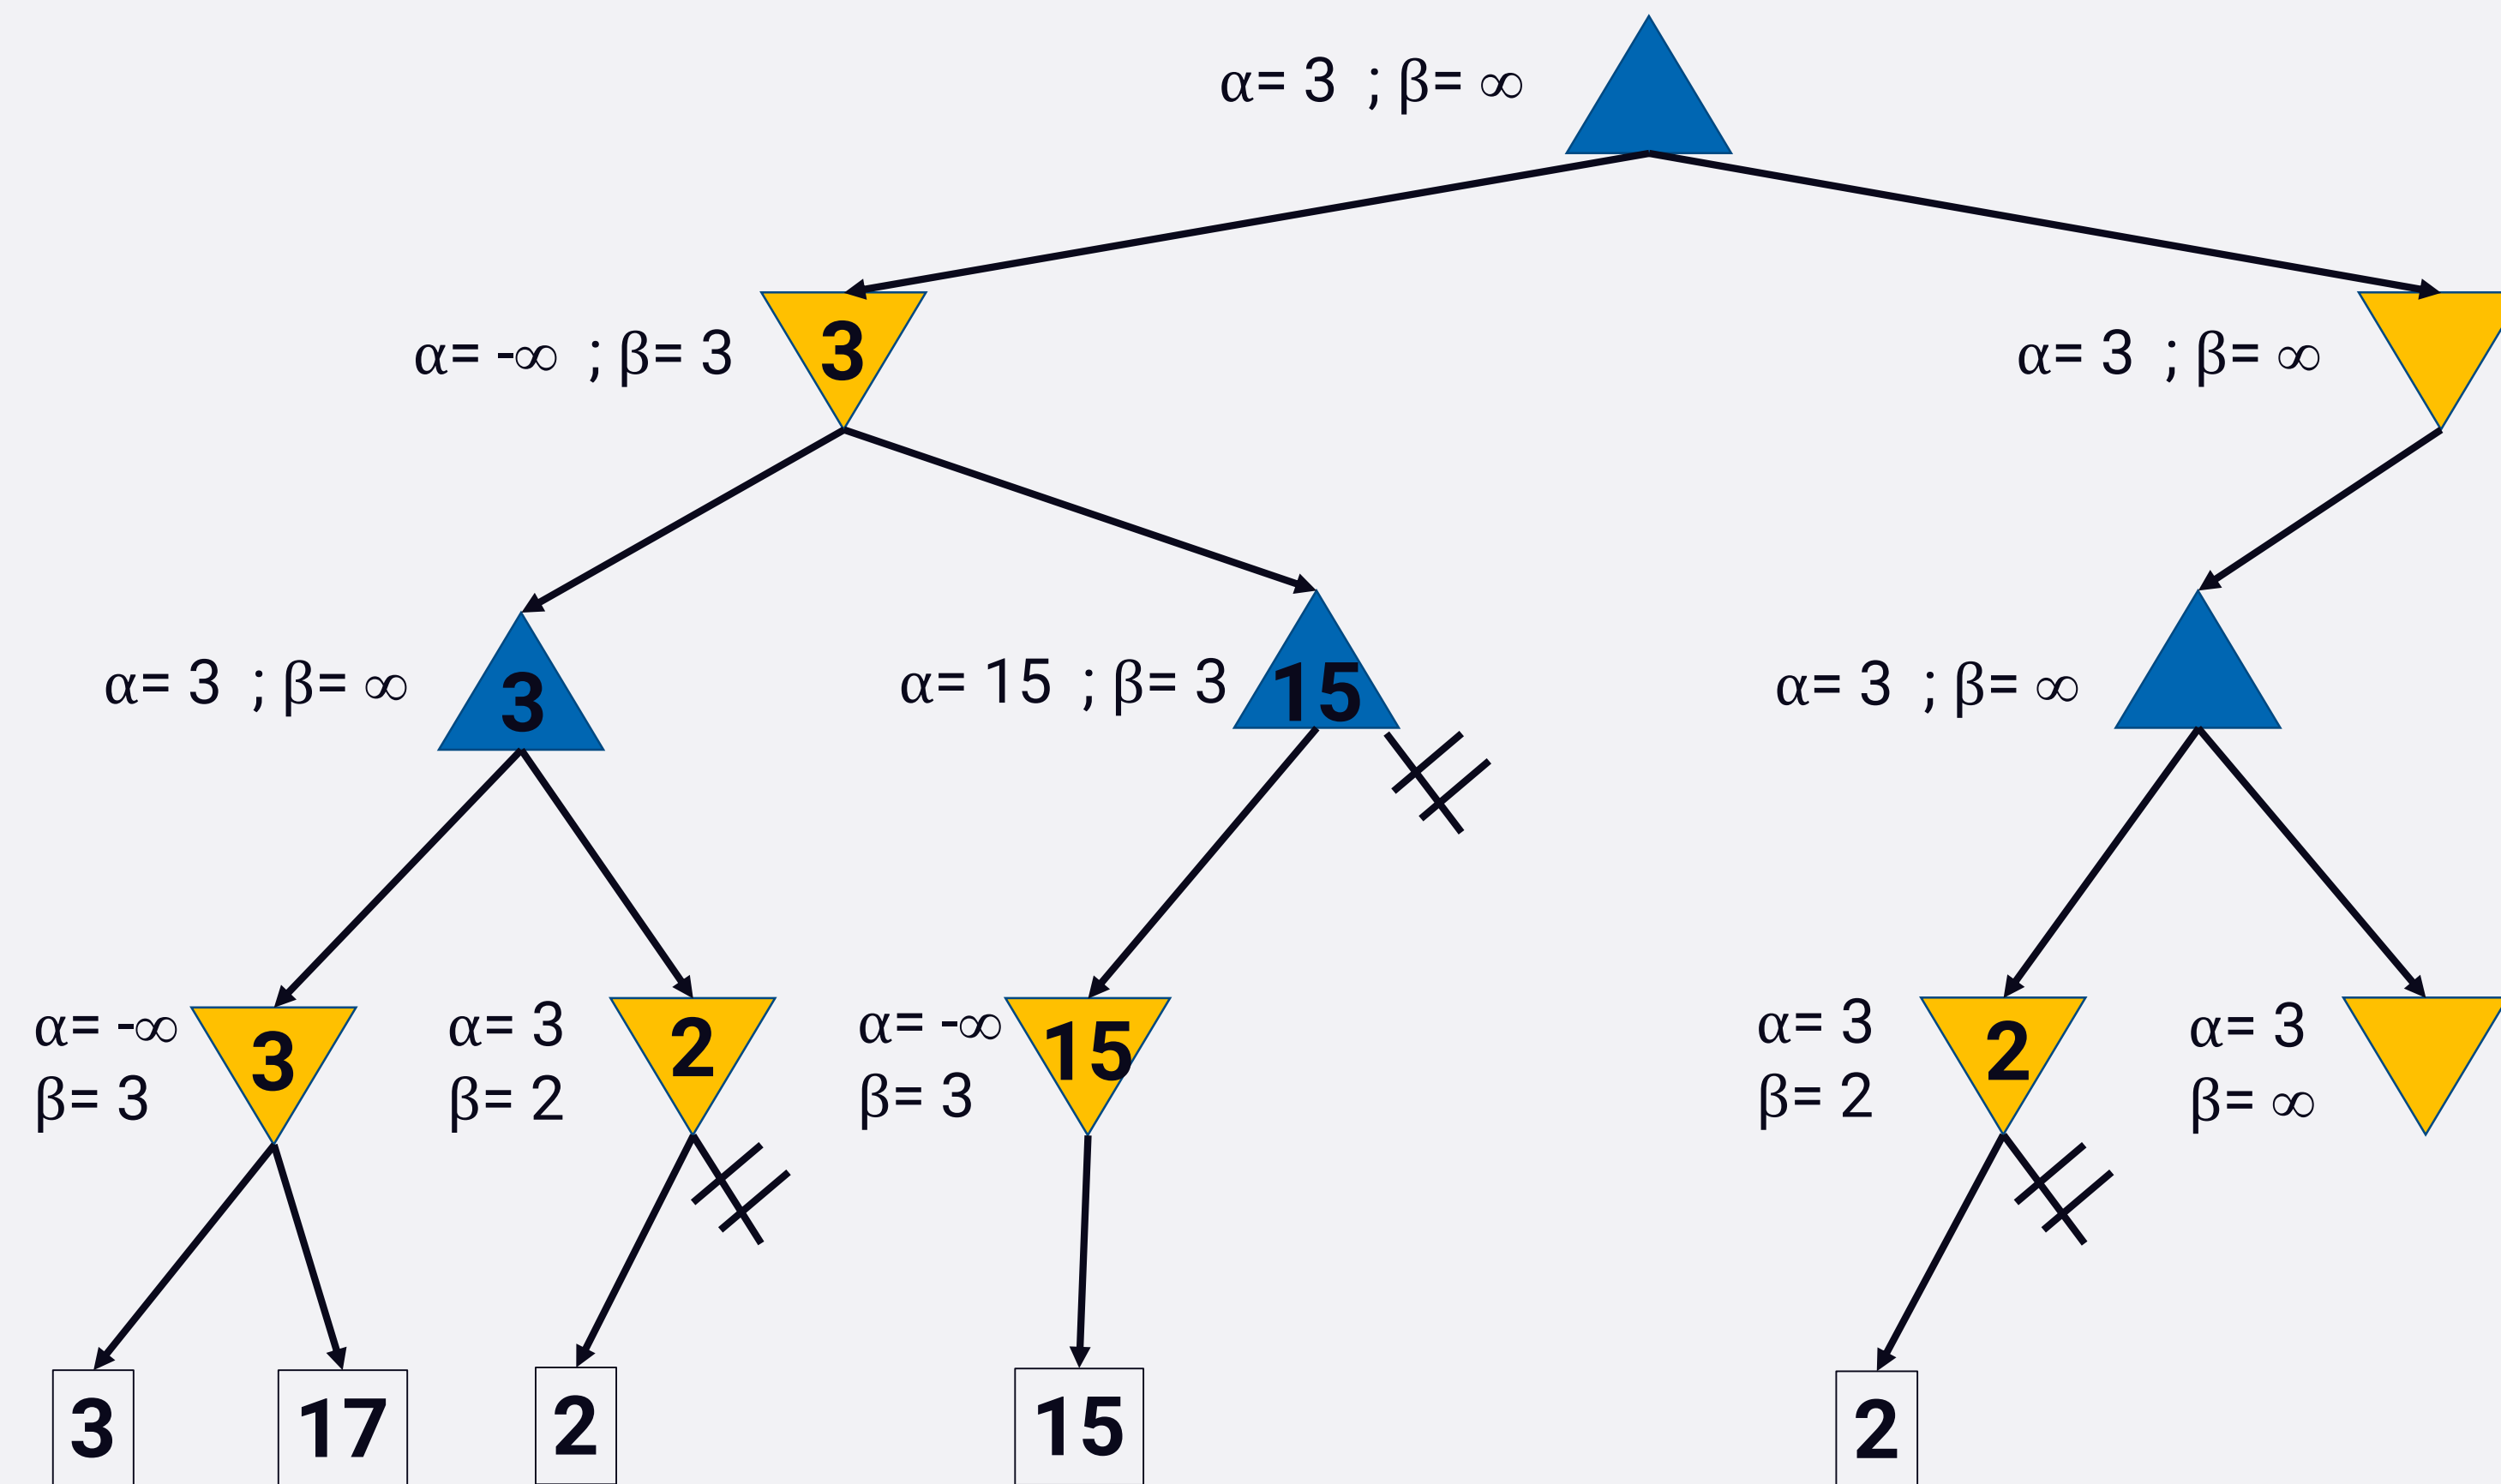 α= 3 ; β= ∞
α= -∞ ; β= 3
3
α= 3 ; β= ∞
α= 3 ; β= ∞
3
α= 15 ; β= 3
15
α= 3 ; β= ∞
α= -∞
β= 3
3
α= 3
β= 2
2
α= -∞
β= 3
15
α= 3
β= 2
2
α= 3
β= ∞
3
17
2
15
2